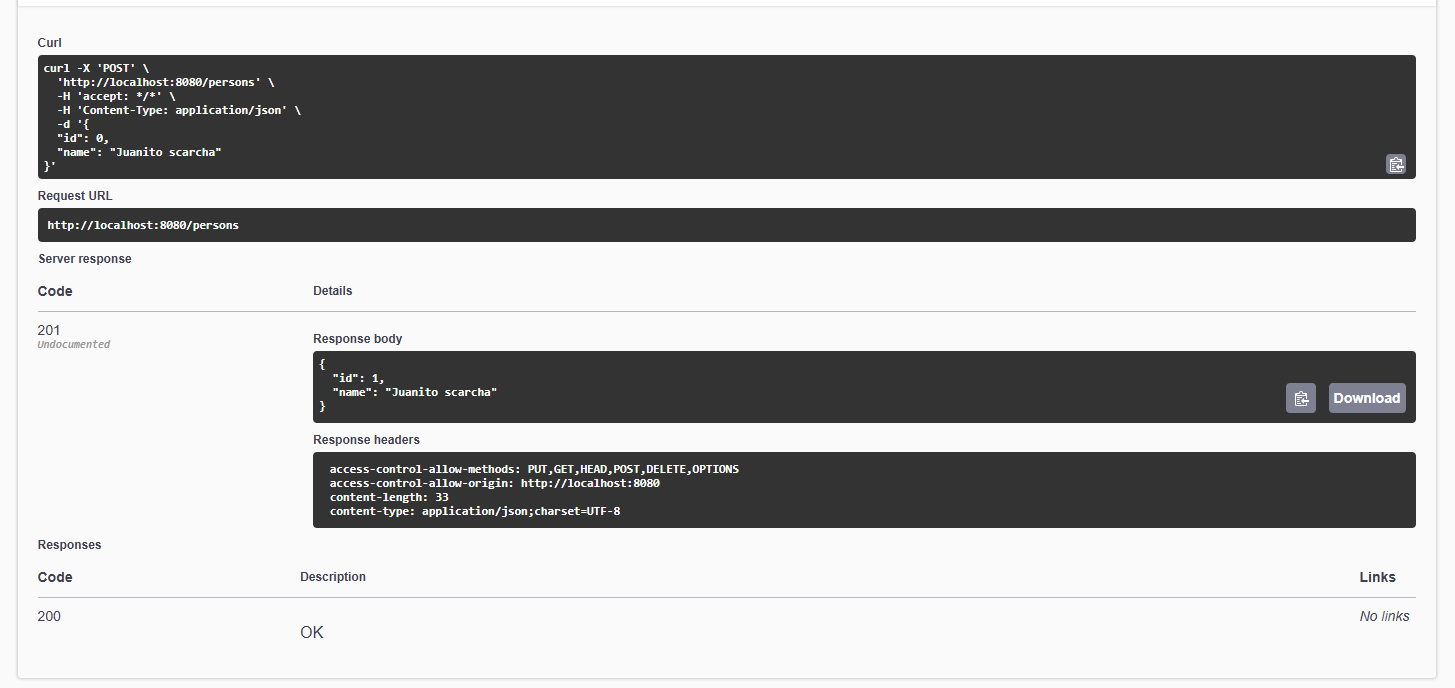 Curl
curl -X 'POST' \
  'http://localhost:8080/persons' \
  -H 'accept: */*' \
  -H 'Content-Type: application/json' \
  -d '{
  "id": 0,
  "name": "Juanito scarcha"
}'
Request URL
http://localhost:8080/persons
Server response
Code Details
201
Undocumented
Response body
{
  "id": 1,
  "name": "Juanito scarcha"
}
Download
Response headers
access-control-allow-methods: PUT,GET,HEAD,POST,DELETE,OPTIONS
access-control-allow-origin: http://localhost:8080
content-length: 33
content-type: application/json;charset=UTF-8
Responses
Code Description Links
200 No links
OK